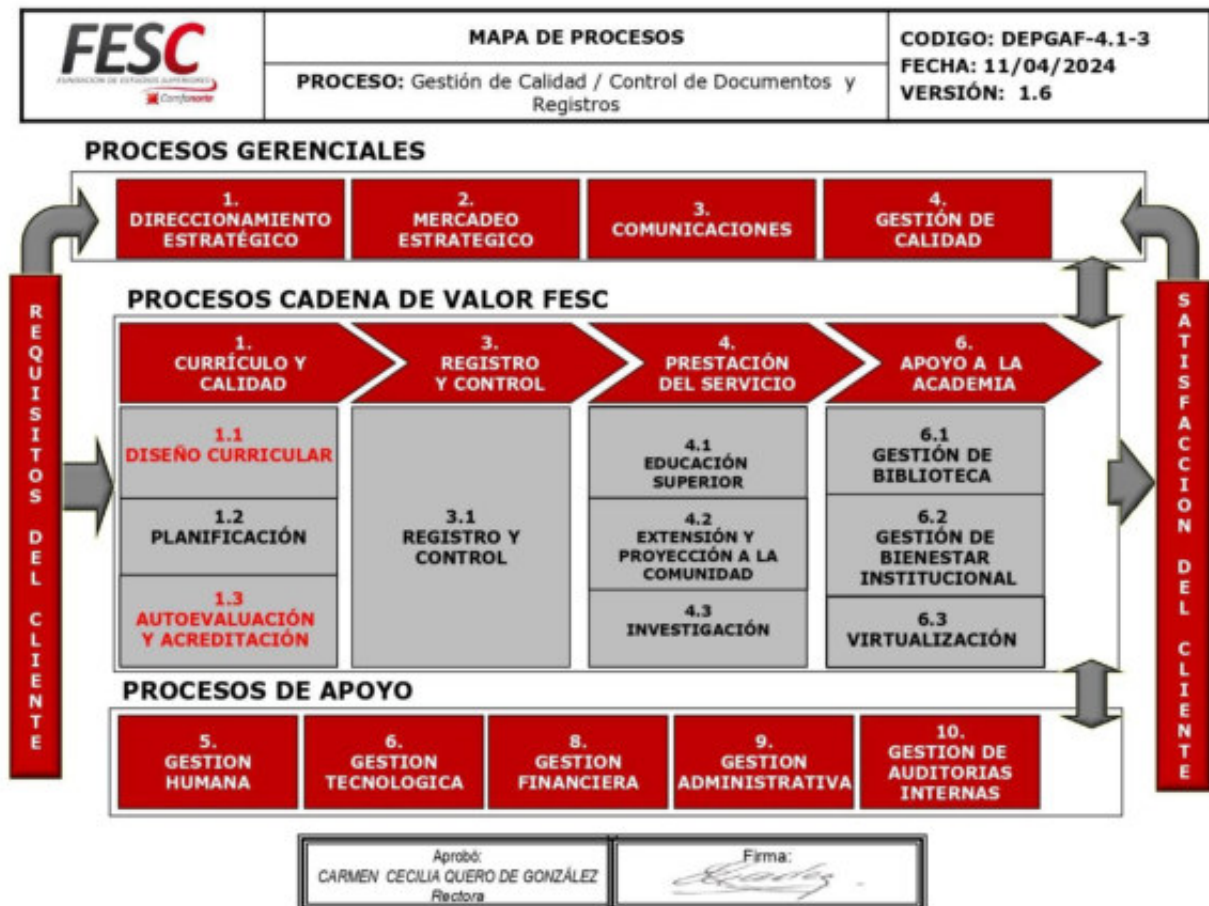 FESC
FUNDACIÓN DE ESTUDIOS SUPERIORES
Comfanorte
MAPA DE PROCESOS
PROCESO: Gestión de Calidad / Control de Documentos y
Registros
CODIGO: DEPGAF-4.1-3
FECHA: 11/04/2024
VERSIÓN: 1.6
PROCESOS GERENCIALES
1.
DIRECCIONAMIENTO
ESTRATÉGICO
2.
MERCADEO
ESTRATEGICO
3.
COMUNICACIONES
4.
GESTIÓN DE
CALIDAD
REQUISITOS DEL CLIENTE
PROCESOS CADENA DE VALOR FESC
1.
CURRÍCULO Y
CALIDAD
3.
REGISTRO
Y CONTROL
4.
PRESTACIÓN
DEL SERVICIO
6.
APOYO A LA
ACADEMIA
1.1
DISEÑO CURRICULAR
1.2
PLANIFICACIÓN
1.3
AUTOEVALUACIÓN
Y ACREDITACIÓN
3.1
REGISTRO Y
CONTROL
4.1
EDUCACIÓN
SUPERIOR
4.2
EXTENSIÓN Y
PROYECCIÓN A LA
COMUNIDAD
4.3
INVESTIGACIÓN
6.1
GESTIÓN DE
BIBLIOTECA
6.2
GESTIÓN DE
BIENESTAR
INSTITUCIONAL
6.3
VIRTUALIZACIÓN
SATISFACCION DEL CLIENTE
PROCESOS DE APOYO
5.
GESTION
HUMANA
6.
GESTION
TECNOLOGICA
8.
GESTION
FINANCIERA
9.
GESTION
ADMINISTRATIVA
10.
GESTION DE
AUDITORIAS
INTERNAS
Aprobó:
CARMEN CECILIA QUERO DE GONZÁLEZ
Rectora
Firma: